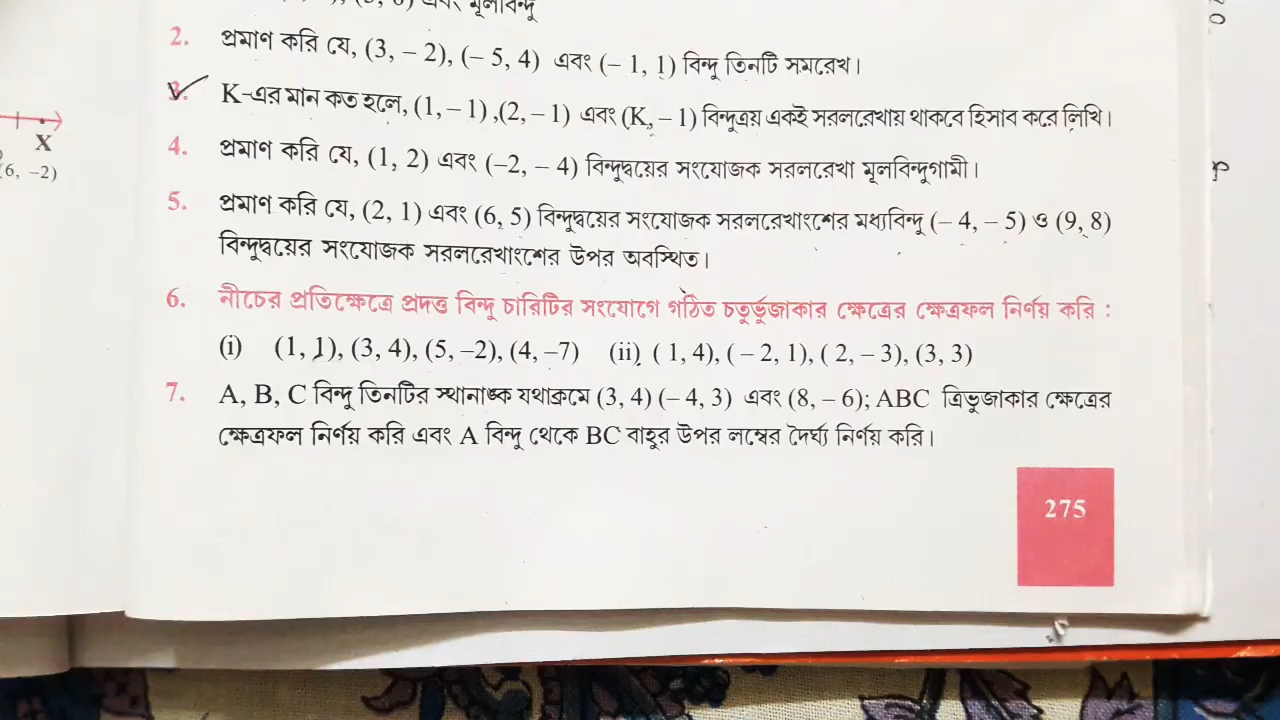 (3, 6) এবং মূলবিন্দু
2. প্রমাণ করি যে, (3, – 2), (– 5, 4) এবং (– 1, 1) বিন্দু তিনটি সমরেখ।
3. K-এর মান কত হলে, (1, – 1) ,(2, – 1) এবং (K, – 1) বিন্দুত্রয় একই সরলরেখায় থাকবে হিসাব করে লিখি।
X
4. প্রমাণ করি যে, (1, 2) এবং (–2, – 4) বিন্দুদ্বয়ের সংযোজক সরলরেখা মূলবিন্দুগামী।
(6, –2)
5. প্রমাণ করি যে, (2, 1) এবং (6, 5) বিন্দুদ্বয়ের সংযোজক সরলরেখাংশের মধ্যবিন্দু (– 4, – 5) ও (9, 8)
বিন্দুদ্বয়ের সংযোজক সরলরেখাংশের উপর অবস্থিত।
6. নীচের প্রতিক্ষেত্রে প্রদত্ত বিন্দু চারিটির সংযোগে গঠিত চতুর্ভুজাকার ক্ষেত্রের ক্ষেত্রফল নির্ণয় করি :
(i) (1, 1), (3, 4), (5, –2), (4, –7) (ii) ( 1, 4), ( – 2, 1), ( 2, – 3), (3, 3)
7. A, B, C বিন্দু তিনটির স্থানাঙ্ক যথাক্রমে (3, 4) (– 4, 3) এবং (8, – 6); ABC ত্রিভুজাকার ক্ষেত্রের
ক্ষেত্রফল নির্ণয় করি এবং A বিন্দু থেকে BC বাহুর উপর লম্বের দৈর্ঘ্য নির্ণয় করি।
275